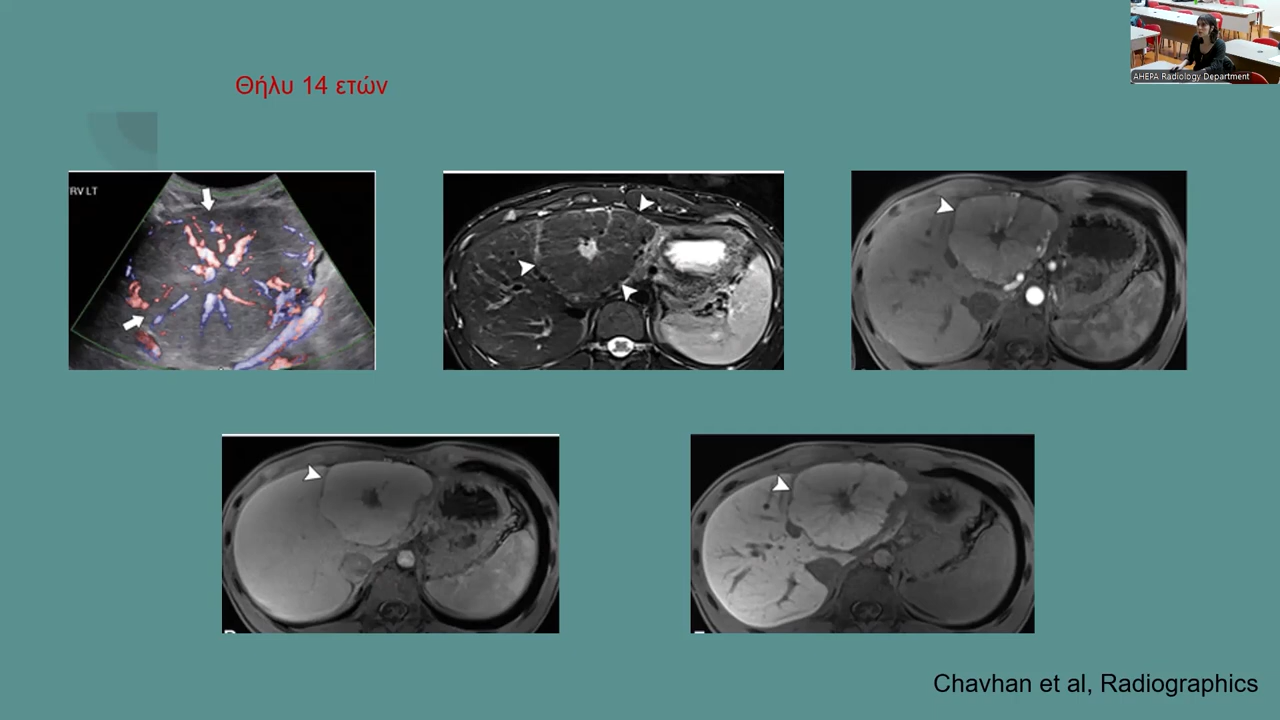 AHEPA Radiology Department
Θήλυ 14 ετών
RV LT
Chavhan et al, Radiographics